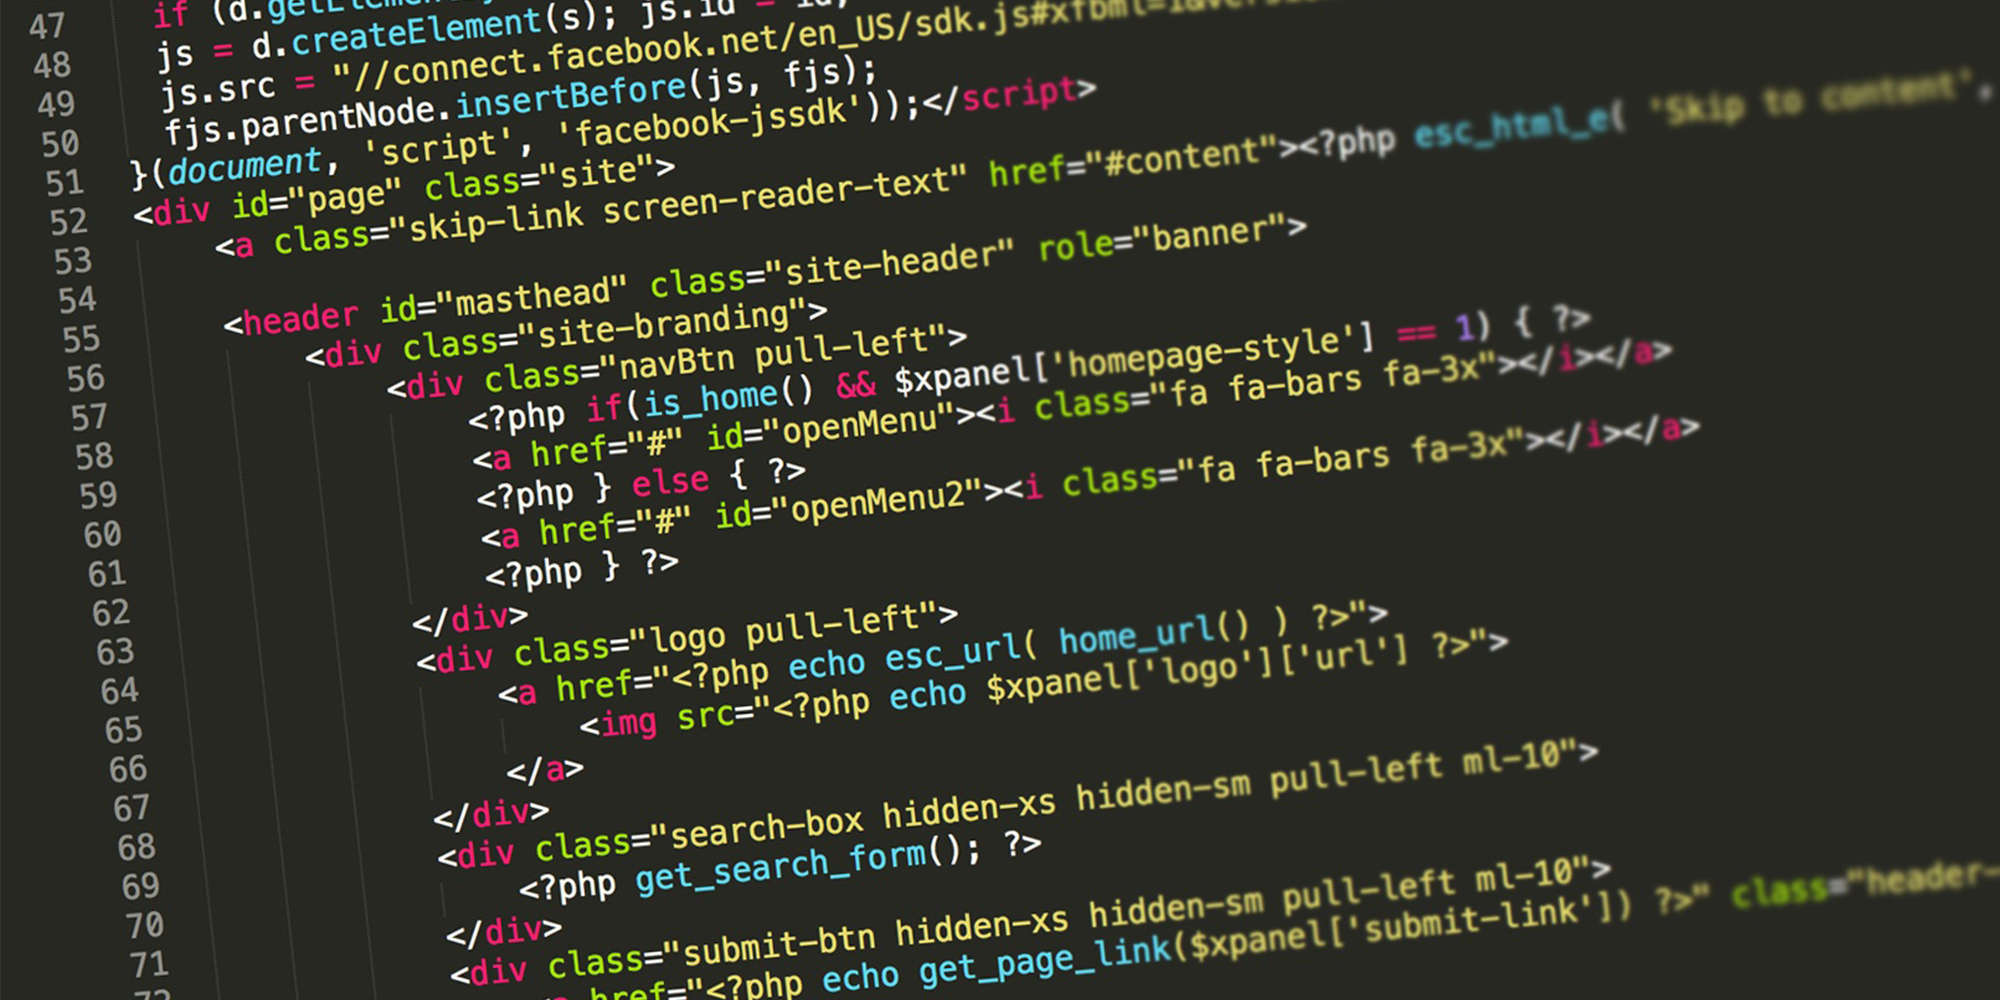 47 if (d.
48 js = d.createElement(s); js.id = id;
49 js.src = "//connect.facebook.net/en_US/sdk.js#xfbml=1
50 fjs.parentNode.insertBefore(js, fjs);
51 }(document, 'script', 'facebook-jssdk'));</script>
52 <div id="page" class="site">
53 <a class="skip-link screen-reader-text" href="#content"><?php esc_html_e( 'Skip to content',
54
55 <header id="masthead" class="site-header" role="banner">
56 <div class="site-branding">
57 <div class="navBtn pull-left">
58 <?php if(is_home() && $xpanel['homepage-style'] == 1) { ?>
59 <a href="#" id="openMenu"><i class="fa fa-bars fa-3x"></i></a>
60 <?php } else { ?>
61 <a href="#" id="openMenu2"><i class="fa fa-bars fa-3x"></i></a>
62 <?php } ?>
63 </div>
64 <div class="logo pull-left">
65 <a href="<?php echo esc_url( home_url() ) ?>">
66 <img src="<?php echo $xpanel['logo']['url'] ?>">
67 </a>
68 </div>
69 <div class="search-box hidden-xs hidden-sm pull-left ml-10">
70 <?php get_search_form(); ?>
71 </div>
72 <div class="submit-btn hidden-xs hidden-sm pull-left ml-10">
href="<?php echo get_page_link($xpanel['submit-link']) ?>" class="header-